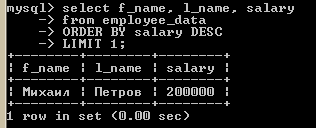 mysql> select f_name, l_name, salary
    -> from employee_data
    -> ORDER BY salary DESC
    -> LIMIT 1;
+--------+--------+--------+
¦ f_name ¦ l_name ¦ salary ¦
+--------+--------+--------+
¦ Михаил ¦ Петров ¦ 200000 ¦
+--------+--------+--------+
1 row in set (0.00 sec)